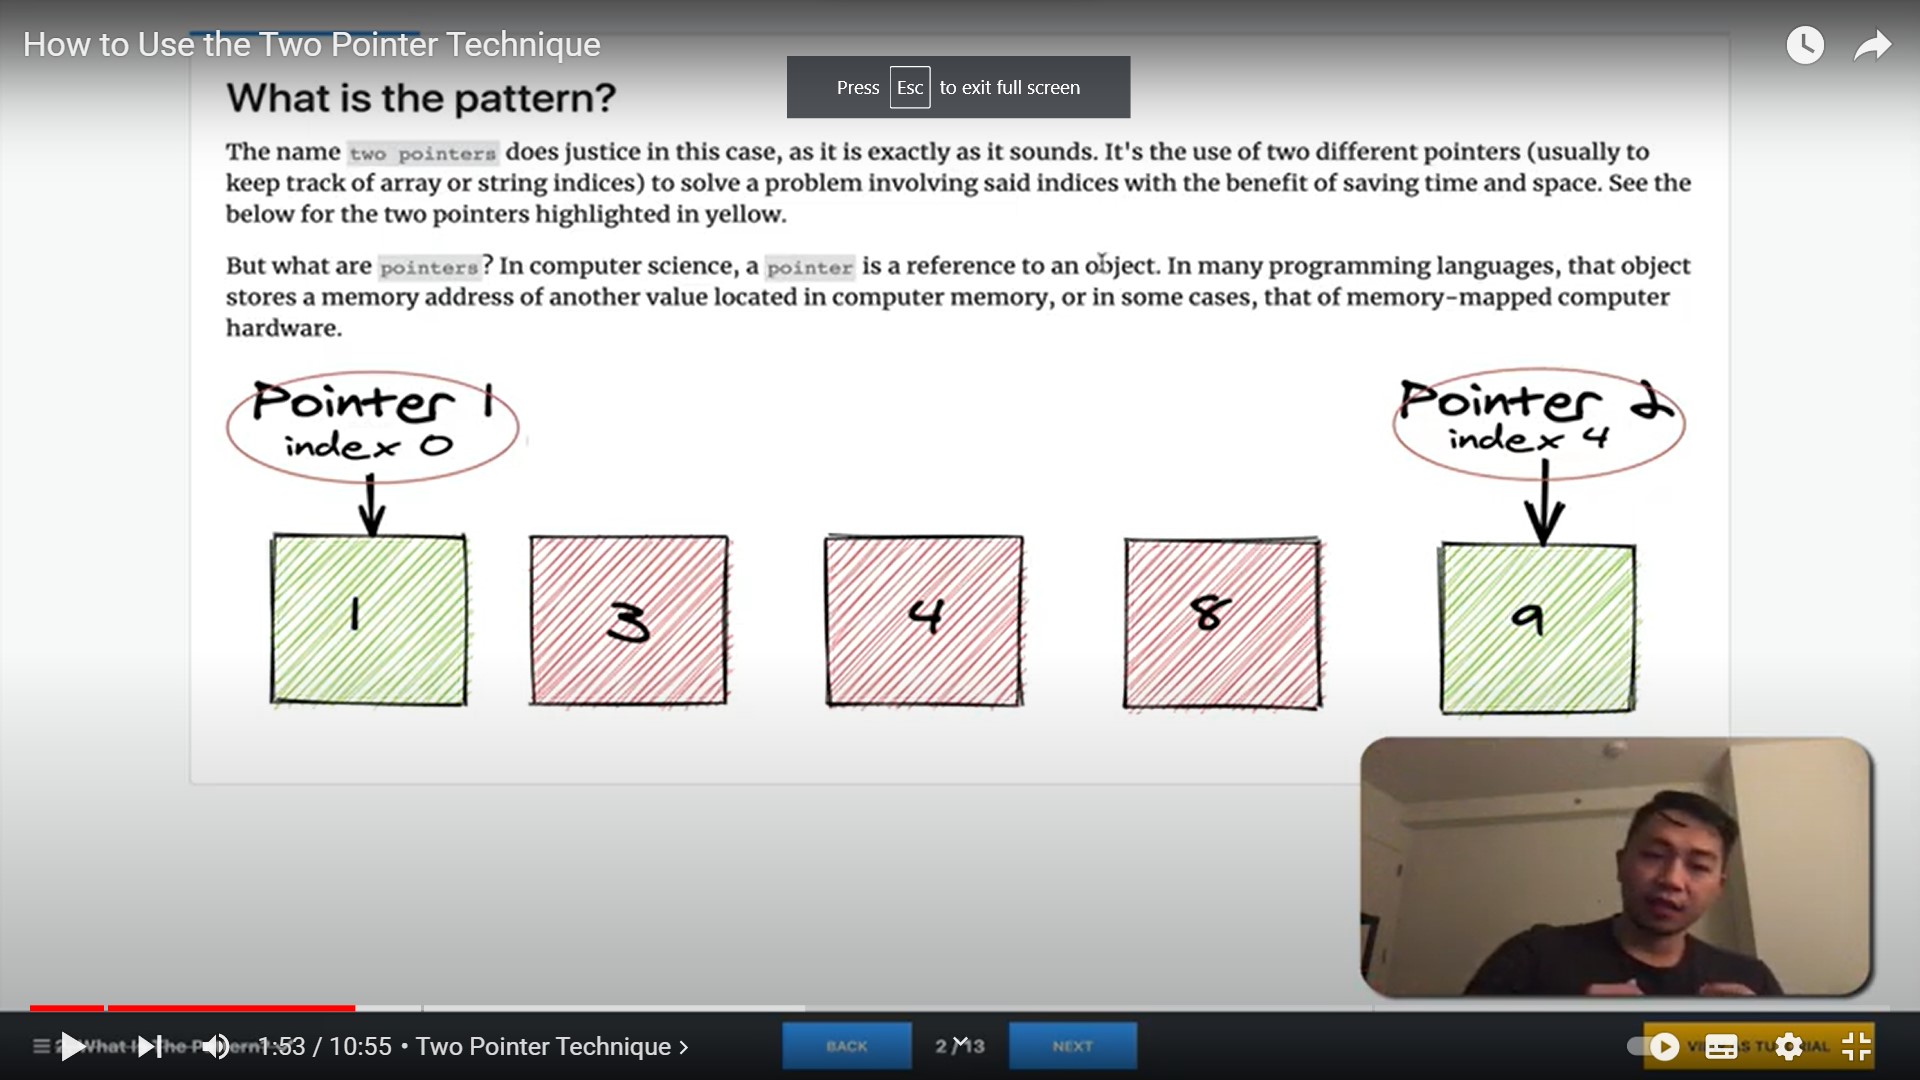 How to Use the Two Pointer Technique
Press Esc to exit full screen
What is the pattern?
The name two pointers does justice in this case, as it is exactly as it sounds. It's the use of two different pointers (usually to
keep track of array or string indices) to solve a problem involving said indices with the benefit of saving time and space. See the
below for the two pointers highlighted in yellow.
But what are pointers? In computer science, a pointer is a reference to an object. In many programming languages, that object
stores a memory address of another value located in computer memory, or in some cases, that of memory-mapped computer
hardware.
Pointer 1
index 0
Pointer 2
index 4
1 3 4 8 9
1:53 / 10:55 • Two Pointer Technique
BACK
2 / 13
NEXT